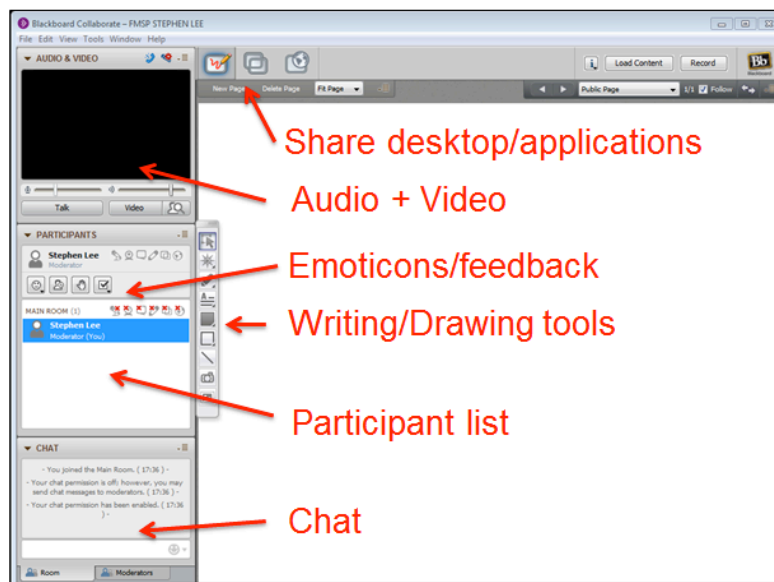 Blackboard Collaborate – FMSP STEPHEN LEE
File Edit View Tools Window Help
AUDIO & VIDEO
Load Content
Record
Bb
Blackboard
New Page
Delete Page
Fit Page
Public Page
1/1
Follow
Share desktop/applications
Audio + Video
Talk
Video
PARTICIPANTS
Stephen Lee
Moderator
Emoticons/feedback
MAIN ROOM (1)
Stephen Lee
Moderator (You)
Writing/Drawing tools
Participant list
CHAT
- You joined the Main Room. ( 17:36 ) -
- Your chat permission is off; however, you may
send chat messages to moderators. ( 17:36 ) -
- Your chat permission has been enabled. ( 17:36
) -
Chat
Room
Moderators